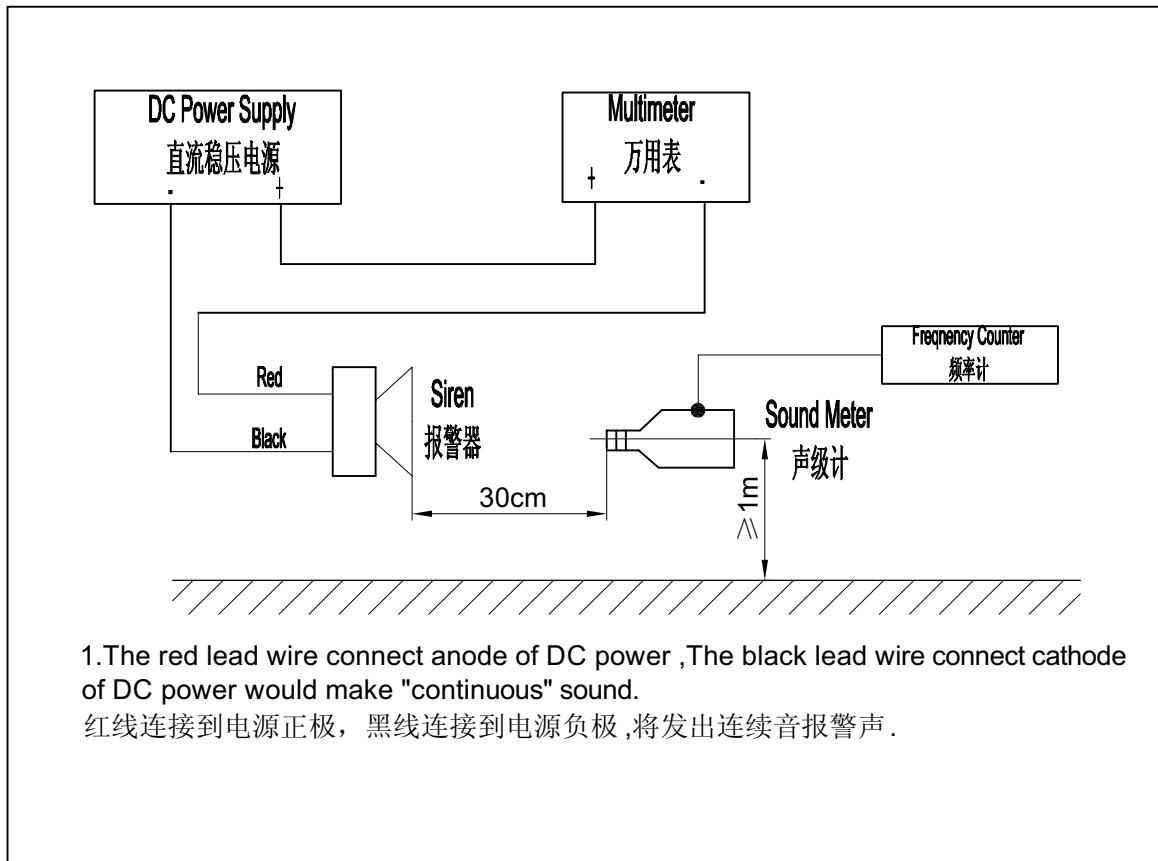 DC Power Supply
直流稳压电源
- +
Multimeter
万用表
+ -
Freqnency Counter
频率计
Red
Black
Siren
报警器
Sound Meter
声级计
30cm
≥1m
1.The red lead wire connect anode of DC power ,The black lead wire connect cathode
of DC power would make "continuous" sound.
红线连接到电源正极，黑线连接到电源负极 ,将发出连续音报警声 .